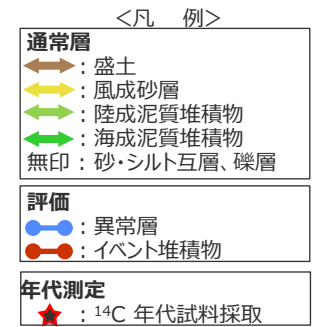 <凡 例>
通常層
:盛土
:風成砂層
:陸成泥質堆積物
:海成泥質堆積物
無印:砂・シルト互層、礫層
評価
:異常層
:イベント堆積物
年代測定
:¹⁴C 年代試料採取